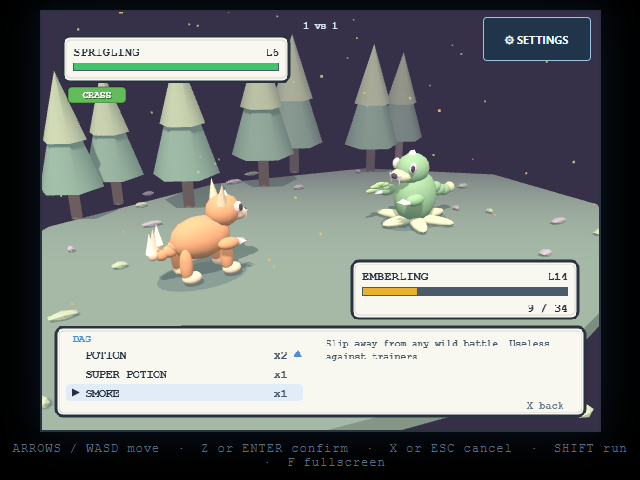 1 vs 1
⚙ SETTINGS
SPRIGLING L6
GRASS
EMBERLING L14
9 / 34
BAG
POTION x2
SUPER POTION x1
▶ SMOKE x1
Slip away from any wild battle. Useless
against trainers
X back
ARROWS / WASD move · Z or ENTER confirm · X or ESC cancel · SHIFT run
· F fullscreen